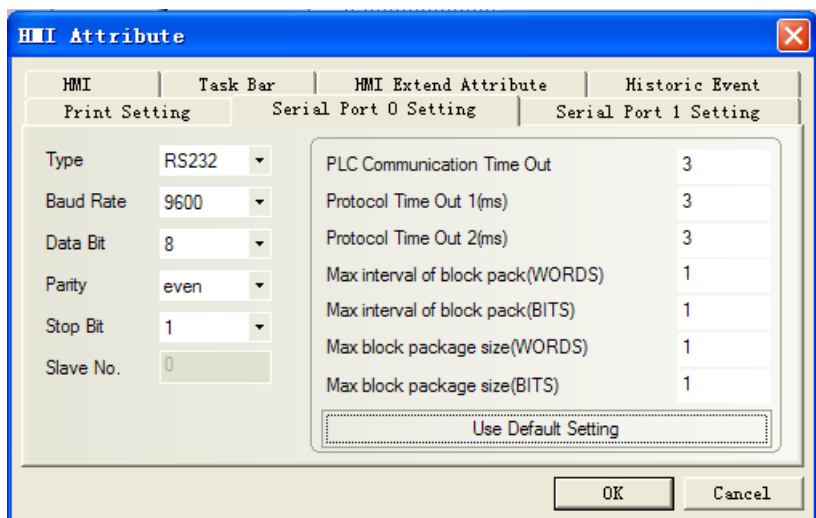 HMI Attribute
HMI Task Bar HMI Extend Attribute Historic Event
Print Setting Serial Port 0 Setting Serial Port 1 Setting
Type RS232
Baud Rate 9600
Data Bit 8
Parity even
Stop Bit 1
Slave No. 0
PLC Communication Time Out 3
Protocol Time Out 1(ms) 3
Protocol Time Out 2(ms) 3
Max interval of block pack(WORDS) 1
Max interval of block pack(BITS) 1
Max block package size(WORDS) 1
Max block package size(BITS) 1
Use Default Setting
OK Cancel